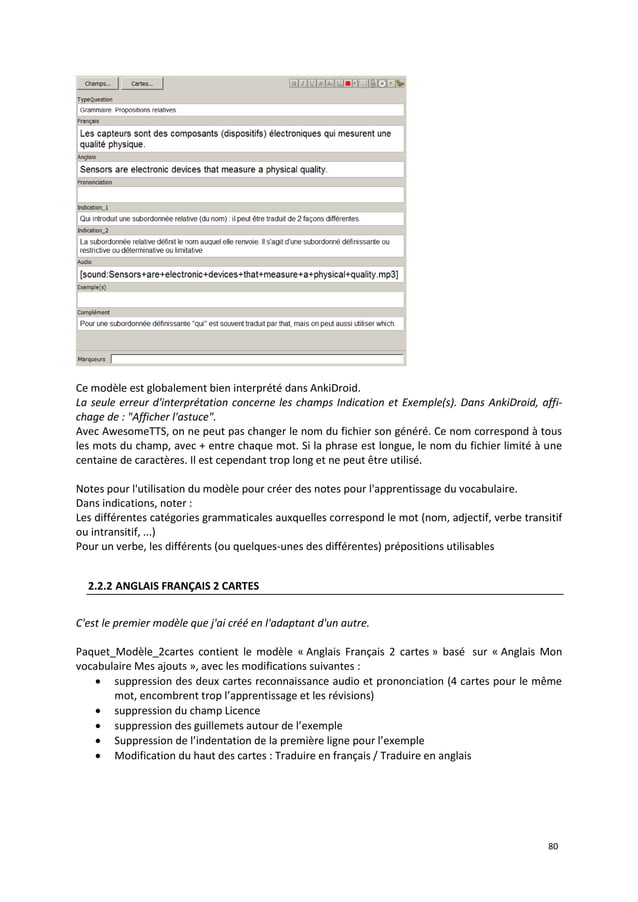 Champs... Cartes...
TypeQuestion
Grammaire. Propositions relatives
Français
Les capteurs sont des composants (dispositifs) électroniques qui mesurent une
qualité physique.
Anglais
Sensors are electronic devices that measure a physical quality.
Prononciation
Indication_1
Qui introduit une subordonnée relative (du nom) : il peut être traduit de 2 façons différentes.
Indication_2
La subordonnée relative définit le nom auquel elle renvoie. Il s'agit d'une subordonné définissante ou
restrictive ou déterminative ou limitative
Audio
[sound:Sensors+are+electronic+devices+that+measure+a+physical+quality.mp3]
Exemple(s)
Complément
Pour une subordonnée définissante "qui" est souvent traduit par that, mais on peut aussi utiliser which.
Marqueurs
Ce modèle est globalement bien interprété dans AnkiDroid.
La seule erreur d'interprétation concerne les champs Indication et Exemple(s). Dans AnkiDroid, affi-
chage de : "Afficher l'astuce".
Avec AwesomeTTS, on ne peut pas changer le nom du fichier son généré. Ce nom correspond à tous
les mots du champ, avec + entre chaque mot. Si la phrase est longue, le nom du fichier limité à une
centaine de caractères. Il est cependant trop long et ne peut être utilisé.
Notes pour l'utilisation du modèle pour créer des notes pour l'apprentissage du vocabulaire.
Dans indications, noter :
Les différentes catégories grammaticales auxquelles correspond le mot (nom, adjectif, verbe transitif
ou intransitif, ...)
Pour un verbe, les différents (ou quelques-unes des différentes) prépositions utilisables
2.2.2 ANGLAIS FRANÇAIS 2 CARTES
C'est le premier modèle que j'ai créé en l'adaptant d'un autre.
Paquet_Modèle_2cartes contient le modèle « Anglais Français 2 cartes » basé sur « Anglais Mon
vocabulaire Mes ajouts », avec les modifications suivantes :
• suppression des deux cartes reconnaissance audio et prononciation (4 cartes pour le même
mot, encombrent trop l’apprentissage et les révisions)
• suppression du champ Licence
• suppression des guillemets autour de l’exemple
• Suppression de l’indentation de la première ligne pour l’exemple
• Modification du haut des cartes : Traduire en français / Traduire en anglais
80